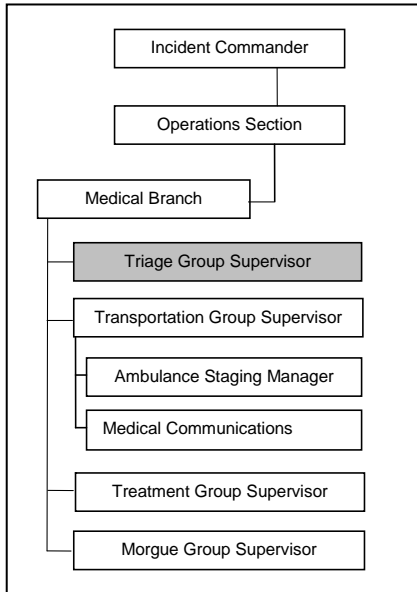 Incident Commander
Operations Section
Medical Branch
Triage Group Supervisor
Transportation Group Supervisor
Ambulance Staging Manager
Medical Communications
Treatment Group Supervisor
Morgue Group Supervisor